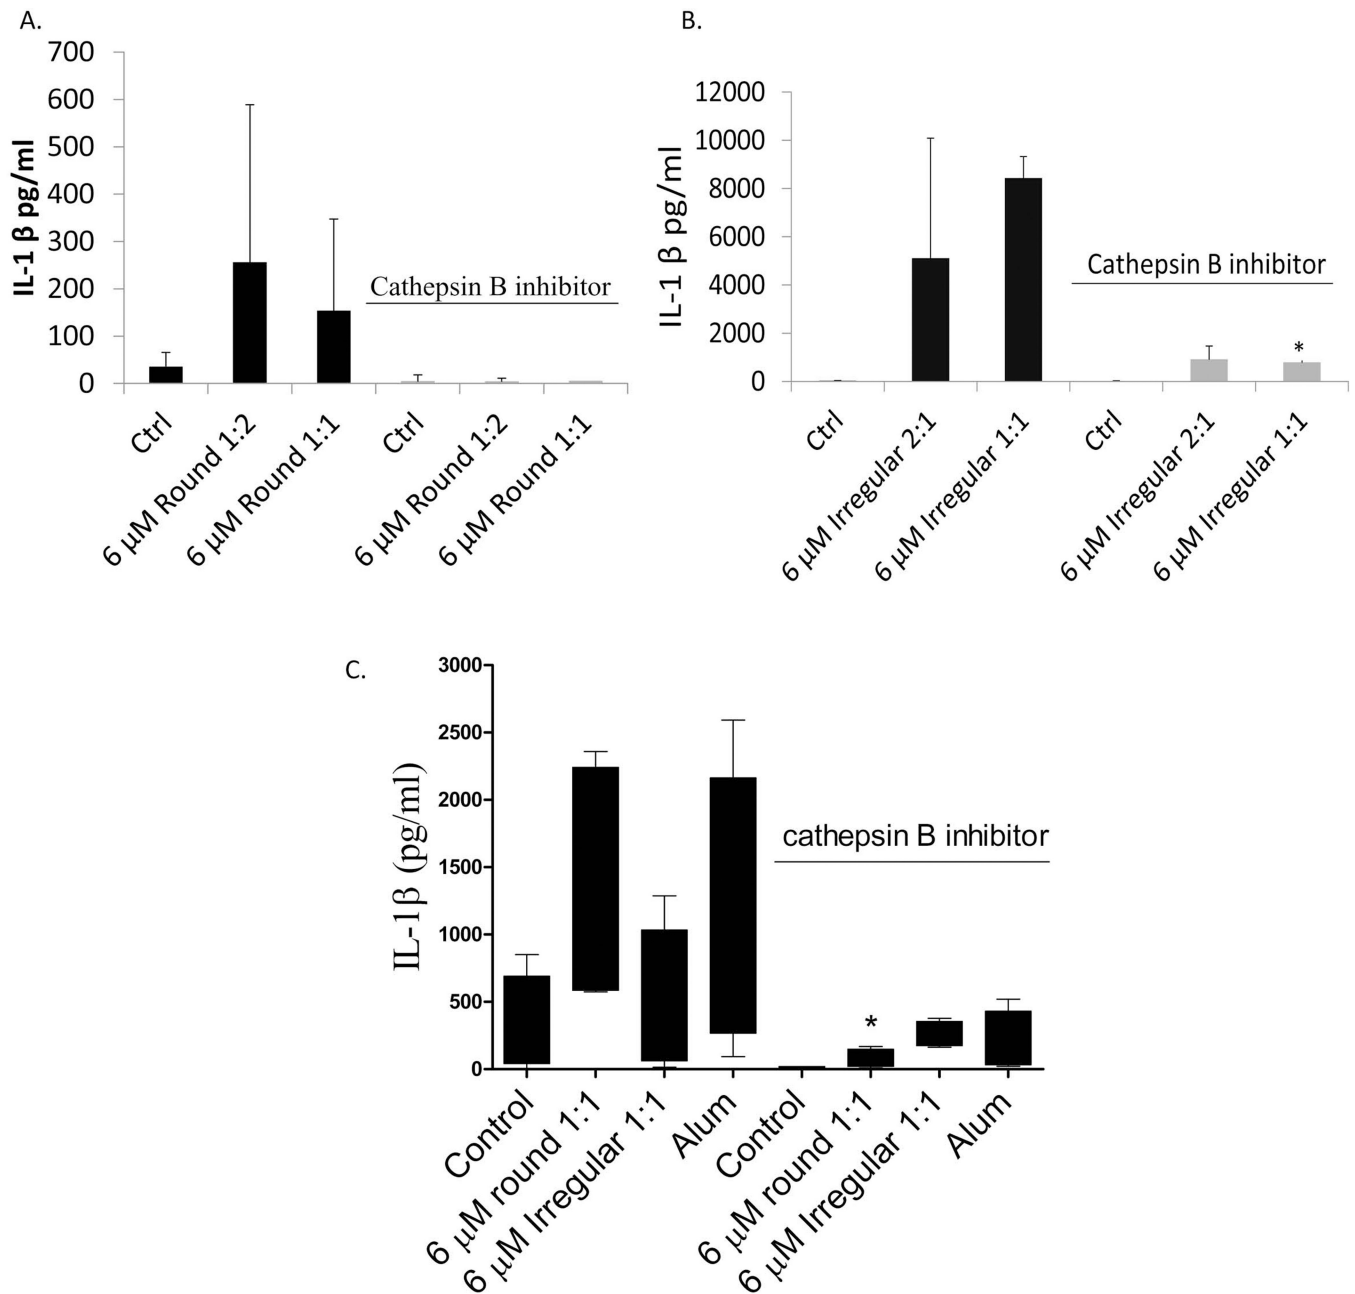 A.
700
600
500
400
300
200
100
0
IL-1 β pg/ml
Cathepsin B inhibitor
Ctrl
6 μM Round 1:2
6 μM Round 1:1
Ctrl
6 μM Round 1:2
6 μM Round 1:1
B.
12000
10000
8000
6000
4000
2000
0
IL-1 β pg/ml
Cathepsin B inhibitor
*
Ctrl
6 μM Irregular 2:1
6 μM Irregular 1:1
Ctrl
6 μM Irregular 2:1
6 μM Irregular 1:1
C.
3000
2500
2000
1500
1000
500
0
IL-1β (pg/ml)
cathepsin B inhibitor
*
Control
6 μM round 1:1
6 μM Irregular 1:1
Alum
Control
6 μM round 1:1
6 μM Irregular 1:1
Alum